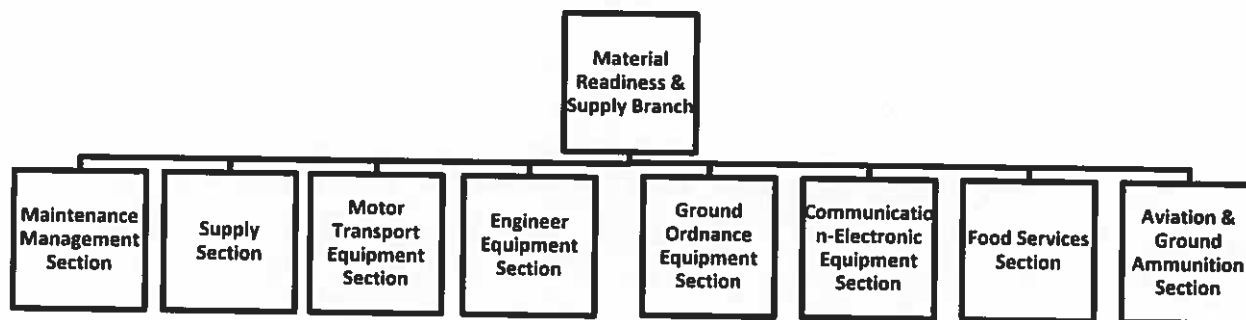 Material
Readiness &
Supply Branch
Maintenance
Management
Section
Supply
Section
Motor
Transport
Equipment
Section
Engineer
Equipment
Section
Ground
Ordnance
Equipment
Section
Communicatio
n-Electronic
Equipment
Section
Food Services
Section
Aviation &
Ground
Ammunition
Section